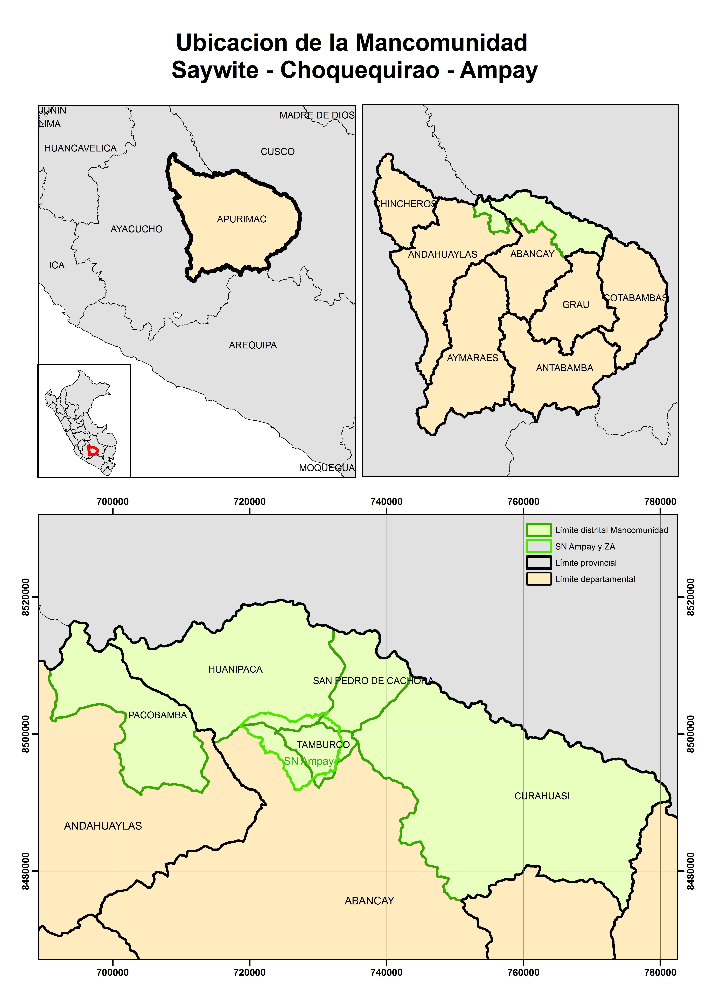 Ubicacion de la Mancomunidad
Saywite - Choquequirao - Ampay
JUNIN
LIMA
MADRE DE DIOS
HUANCAVELICA
CUSCO
APURIMAC
AYACUCHO
ICA
AREQUIPA
MOQUEGUA
CHINCHEROS
ANDAHUAYLAS
ABANCAY
GRAU
COTABAMBAS
AYMARAES
ANTABAMBA
700000
720000
740000
760000
780000
Límite distrital Mancomunidad
SN Ampay y ZA
Límite provincial
Límite departamental
8520000
8520000
HUANIPACA
SAN PEDRO DE CACHORA
PACOBAMBA
8500000
8500000
TAMBURCO
SN Ampay
CURAHUASI
ANDAHUAYLAS
8480000
8480000
ABANCAY
700000
720000
740000
760000
780000